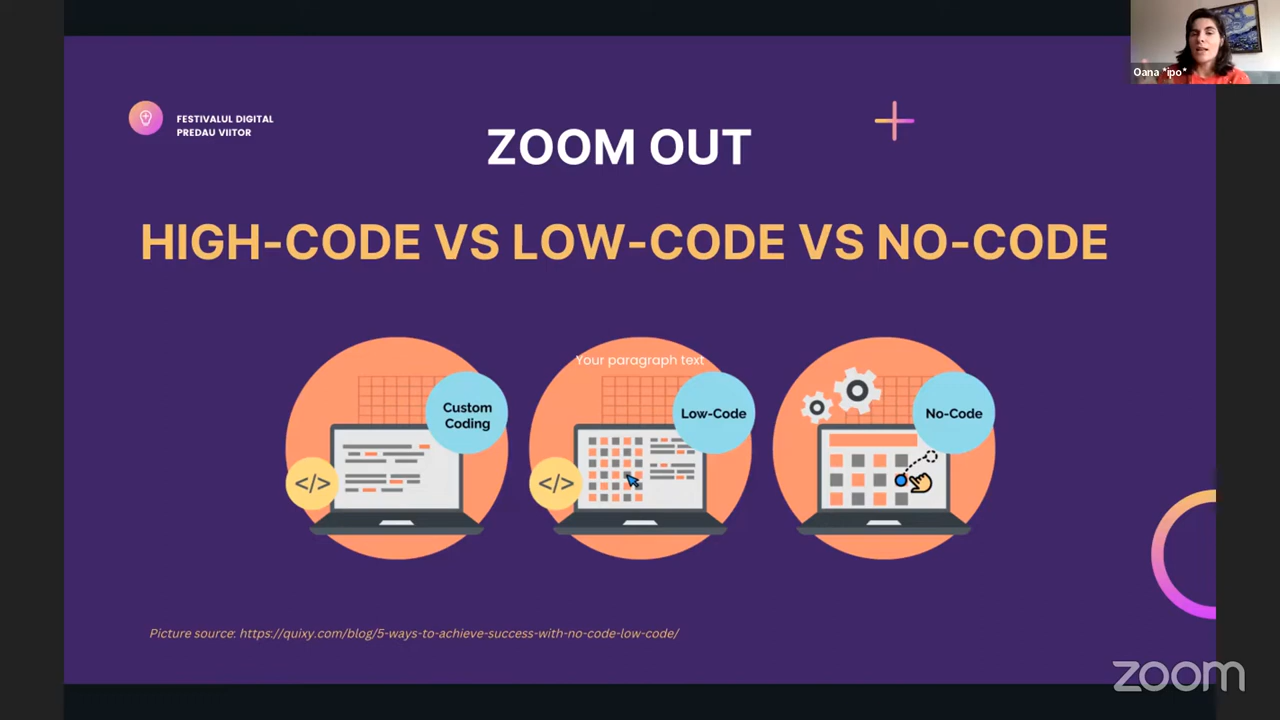 Oana *ipo*
FESTIVALUL DIGITAL
PREDAU VIITOR
ZOOM OUT
HIGH-CODE VS LOW-CODE VS NO-CODE
Your paragraph text
Custom
Coding
</>
Low-Code
</>
No-Code
Picture source: https://quixy.com/blog/5-ways-to-achieve-success-with-no-code-low-code/
zoom